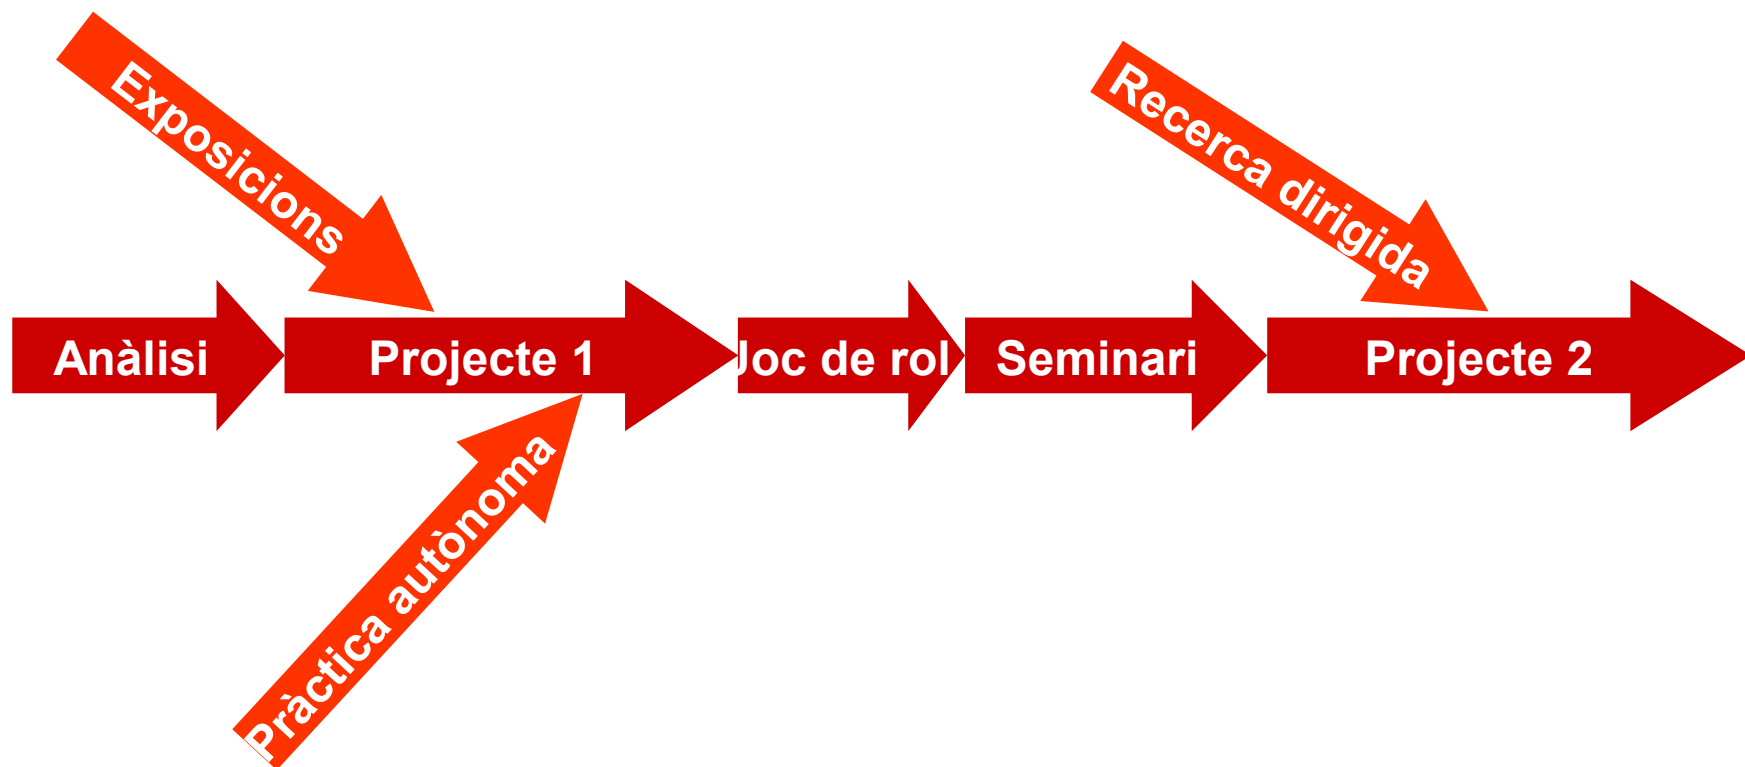 Exposicions
Recerca dirigida
Anàlisi
Projecte 1
Joc de rol
Seminari
Projecte 2
Pràctica autònoma